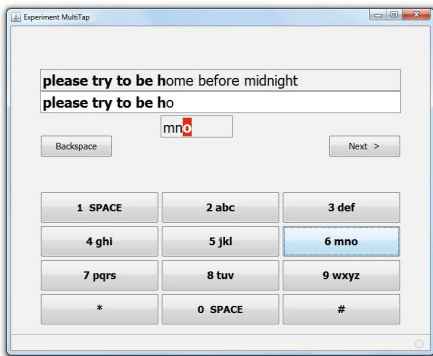 Experiment MultiTap
please try to be home before midnight
please try to be ho
mno
Backspace
Next >
1 SPACE
2 abc
3 def
4 ghi
5 jkl
6 mno
7 pqrs
8 tuv
9 wxyz
*
0 SPACE
#